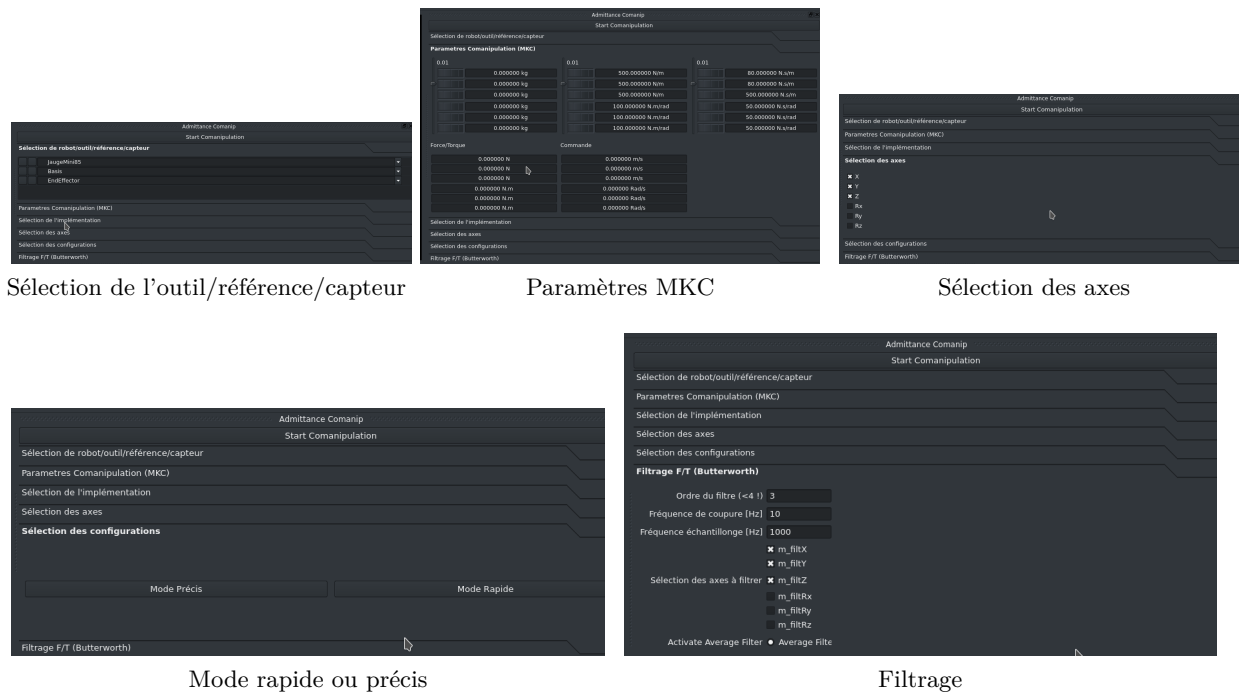 Admittance Comanip
Start Comanipulation
Sélection de robot/outil/référence/capteur
JaugeMini85
Basis
EndEffector
Parametres Comanipulation (MKC)
Sélection de l'implémentation
Sélection des axes
Sélection des configurations
Filtrage F/T (Butterworth)
Sélection de l'outil/référence/capteur
Admittance Comanip
Start Comanipulation
Sélection de robot/outil/référence/capteur
Parametres Comanipulation (MKC)
0.01 0.01 0.01
0.000000 kg 500.000000 N/m 80.000000 N.s/m
0.000000 kg 500.000000 N/m 80.000000 N.s/m
0.000000 kg 500.000000 N/m 500.000000 N.s/m
0.000000 kg 100.000000 N.m/rad 50.000000 N.s/rad
0.000000 kg 100.000000 N.m/rad 50.000000 N.s/rad
0.000000 kg 100.000000 N.m/rad 50.000000 N.s/rad
Force/Torque Commande
0.000000 N 0.000000 m/s
0.000000 N 0.000000 m/s
0.000000 N 0.000000 m/s
0.000000 N.m 0.000000 Rad/s
0.000000 N.m 0.000000 Rad/s
0.000000 N.m 0.000000 Rad/s
Sélection de l'implémentation
Sélection des axes
Sélection des configurations
Filtrage F/T (Butterworth)
Paramètres MKC
Admittance Comanip
Start Comanipulation
Sélection de robot/outil/référence/capteur
Parametres Comanipulation (MKC)
Sélection de l'implémentation
Sélection des axes
X
Y
Z
Rx
Ry
Rz
Sélection des configurations
Filtrage F/T (Butterworth)
Sélection des axes
Admittance Comanip
Start Comanipulation
Sélection de robot/outil/référence/capteur
Parametres Comanipulation (MKC)
Sélection de l'implémentation
Sélection des axes
Sélection des configurations
Mode Précis Mode Rapide
Filtrage F/T (Butterworth)
Mode rapide ou précis
Admittance Comanip
Start Comanipulation
Sélection de robot/outil/référence/capteur
Parametres Comanipulation (MKC)
Sélection de l'implémentation
Sélection des axes
Sélection des configurations
Filtrage F/T (Butterworth)
Ordre du filtre (<4 !) 3
Fréquence de coupure [Hz] 10
Fréquence échantillonge [Hz] 1000
m_filtX
m_filtY
Sélection des axes à filtrer m_filtZ
m_filtRx
m_filtRy
m_filtRz
Activate Average Filter Average Filte
Filtrage